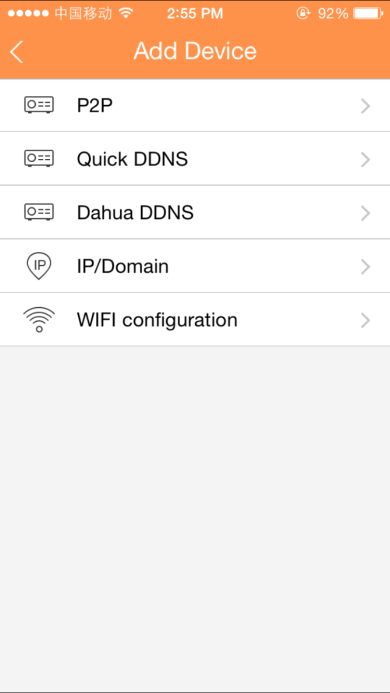 中国移动 2:55 PM 92%
Add Device
P2P
Quick DDNS
Dahua DDNS
IP IP/Domain
WIFI configuration